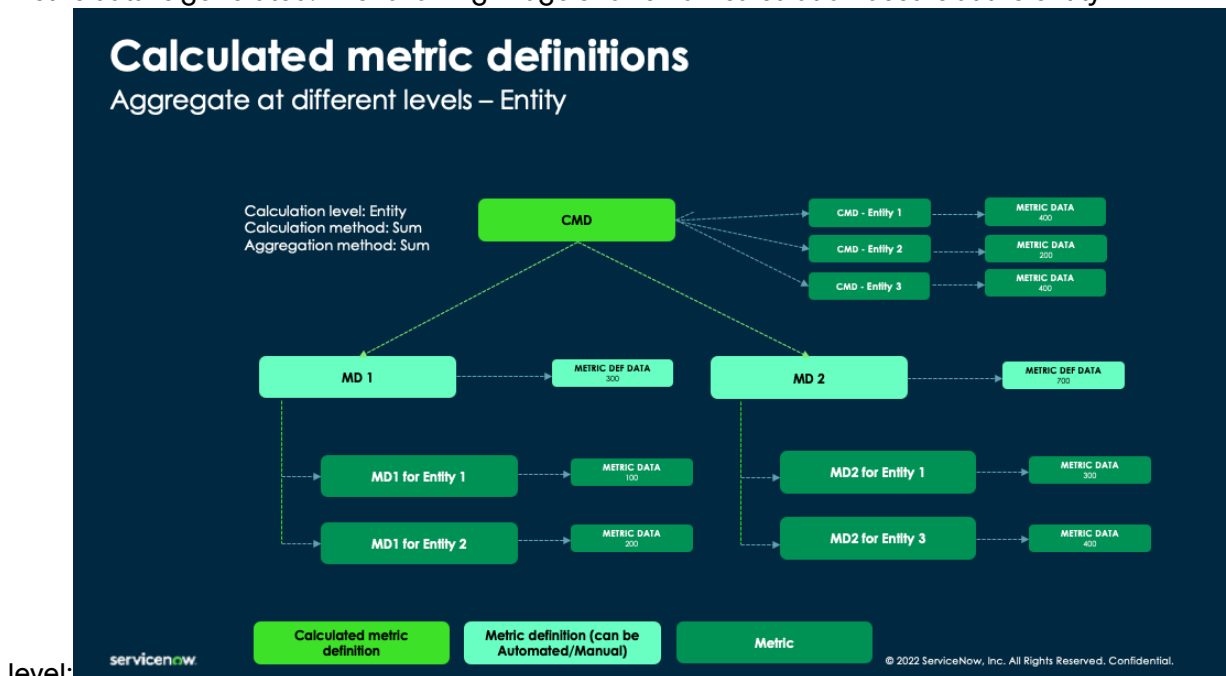 Calculated metric definitions
Aggregate at different levels – Entity
Calculation level: Entity
Calculation method: Sum
Aggregation method: Sum
CMD
CMD - Entity 1
METRIC DATA
400
CMD - Entity 2
METRIC DATA
200
CMD - Entity 3
METRIC DATA
400
MD 1
METRIC DEF DATA
300
MD 2
METRIC DEF DATA
700
MD1 for Entity 1
METRIC DATA
100
MD2 for Entity 1
METRIC DATA
300
MD1 for Entity 2
METRIC DATA
200
MD2 for Entity 3
METRIC DATA
400
Calculated metric
definition
Metric definition (can be
Automated/Manual)
Metric
servicenow.
© 2022 ServiceNow, Inc. All Rights Reserved. Confidential.
level: